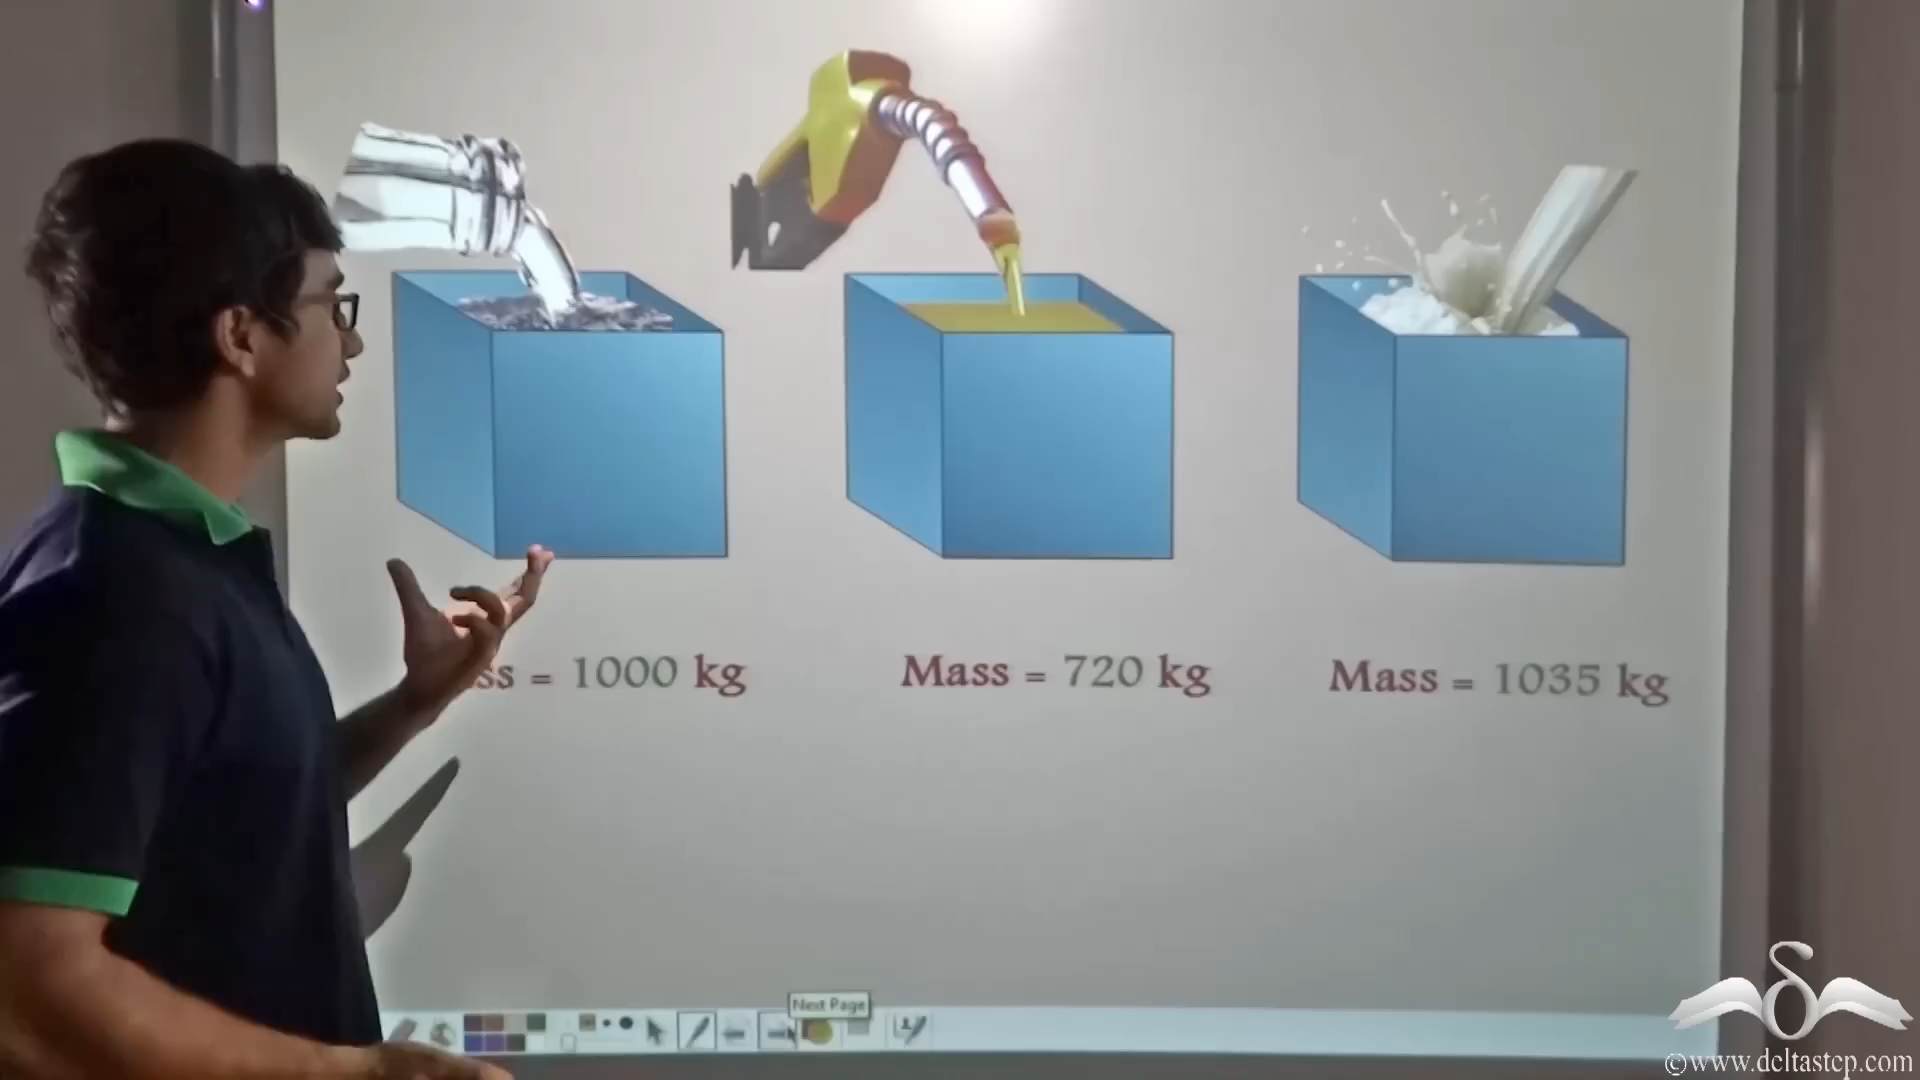 ss = 1000 kg
Mass = 720 kg
Mass = 1035 kg
Next Page
©www.deltastep.com